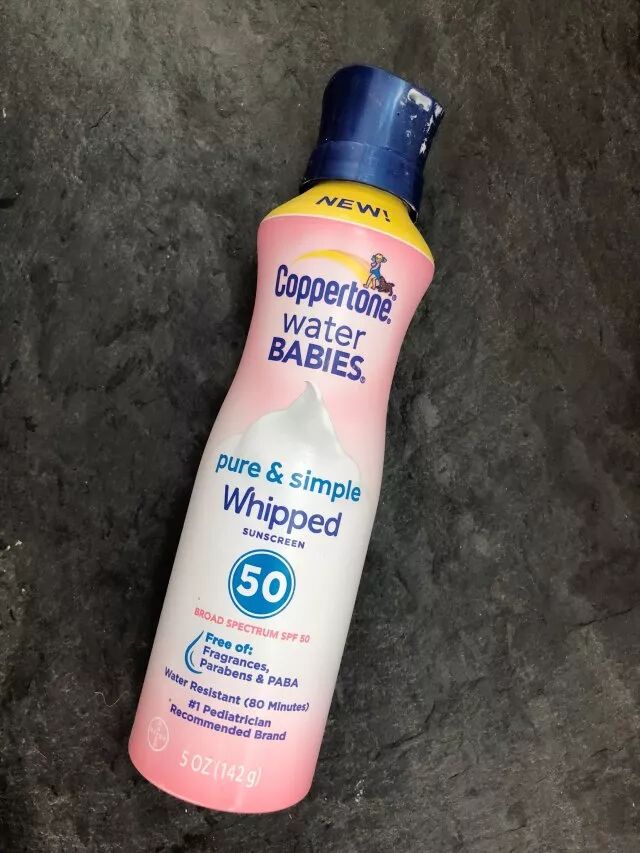 NEW!
Coppertone®
water
BABIES®
pure & simple
Whipped
SUNSCREEN
50
BROAD SPECTRUM SPF 50
Free of:
Fragrances,
Parabens & PABA
Water Resistant (80 Minutes)
#1 Pediatrician
Recommended Brand
5 OZ (142 g)